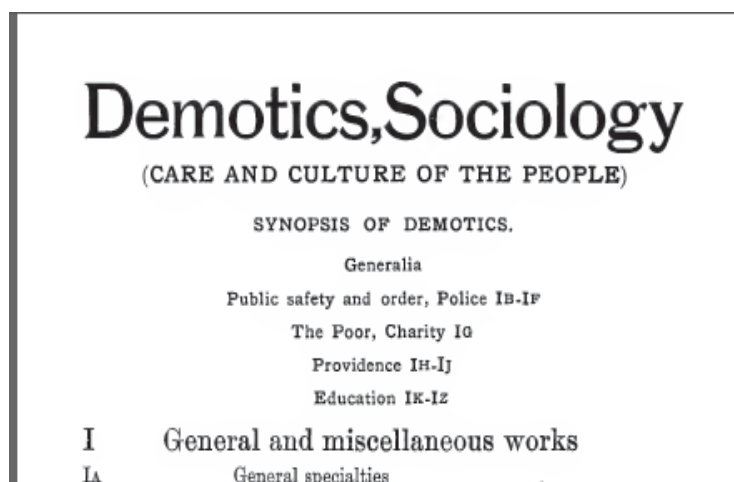 Demotics,Sociology
(CARE AND CULTURE OF THE PEOPLE)
SYNOPSIS OF DEMOTICS.
Generalia
Public safety and order, Police IB-IF
The Poor, Charity IG
Providence IH-IJ
Education IK-IZ
I General and miscellaneous works
IA General specialties